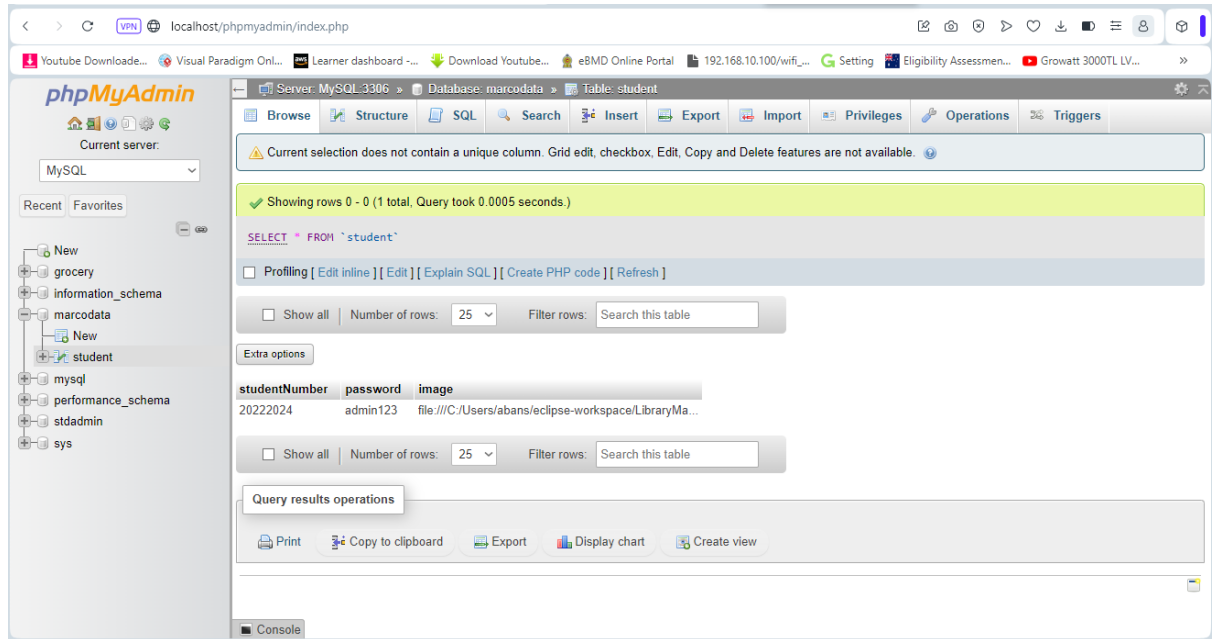 VPN localhost/phpmyadmin/index.php
Youtube Downloade... Visual Paradigm Onl... aws Learner dashboard -... Download Youtube... eBMD Online Portal 192.168.10.100/wifi_... Setting Eligibility Assessmen... Growatt 3000TL LV... »
phpMyAdmin
Current server:
MySQL
Recent Favorites
New
grocery
information_schema
marcodata
New
student
mysql
performance_schema
stdadmin
sys
Server: MySQL:3306 » Database: marcodata » Table: student
Browse Structure SQL Search Insert Export Import Privileges Operations Triggers
Current selection does not contain a unique column. Grid edit, checkbox, Edit, Copy and Delete features are not available.
Showing rows 0 - 0 (1 total, Query took 0.0005 seconds.)
SELECT * FROM `student`
Profiling [ Edit inline ] [ Edit ] [ Explain SQL ] [ Create PHP code ] [ Refresh ]
Show all | Number of rows: 25 Filter rows: Search this table
Extra options
studentNumber password image
20222024 admin123 file:///C:/Users/abans/eclipse-workspace/LibraryMa...
Show all | Number of rows: 25 Filter rows: Search this table
Query results operations
Print Copy to clipboard Export Display chart Create view
Console